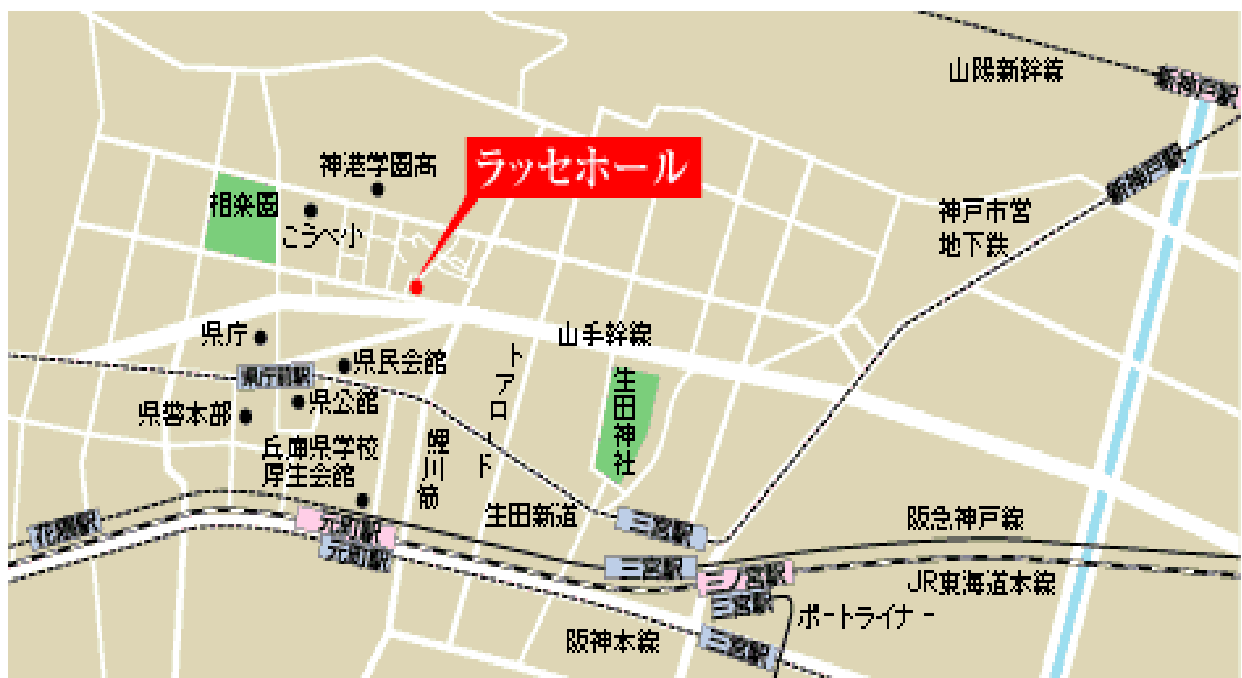 山陽新幹線
新神戸駅
神港学園高
ラッセホール
新神戸駅
相楽園
こうべ小
神戸市営
地下鉄
県庁
山手幹線
県民会館
トアロード
生田神社
県庁前駅
県公館
県警本部
兵庫県学校
厚生会館
鯉川筋
生田新道
三宮駅
花隈駅
元町駅
元町駅
阪急神戸線
三宮駅
三ノ宮駅
JR東海道本線
三宮駅
ポートライナー
阪神本線
三宮駅